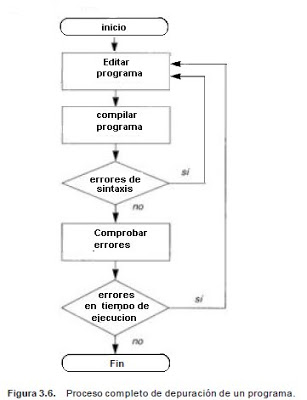 inicio
Editar
programa
compilar
programa
errores de
sintaxis
si
no
Comprobar
errores
errores
en tiempo de
ejecucion
si
no
Fin
Figura 3.6. Proceso completo de depuración de un programa.